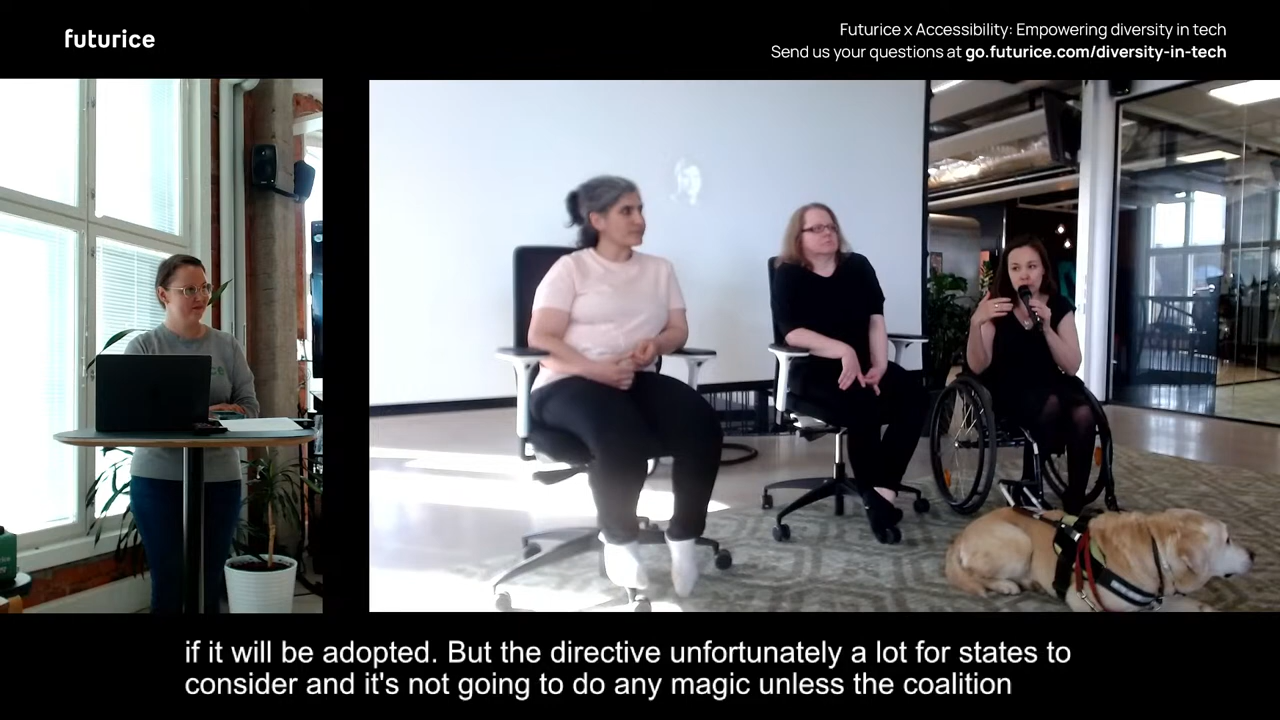 futurice
Futurice x Accessibility: Empowering diversity in tech
Send us your questions at go.futurice.com/diversity-in-tech
if it will be adopted. But the directive unfortunately a lot for states to
consider and it's not going to do any magic unless the coalition